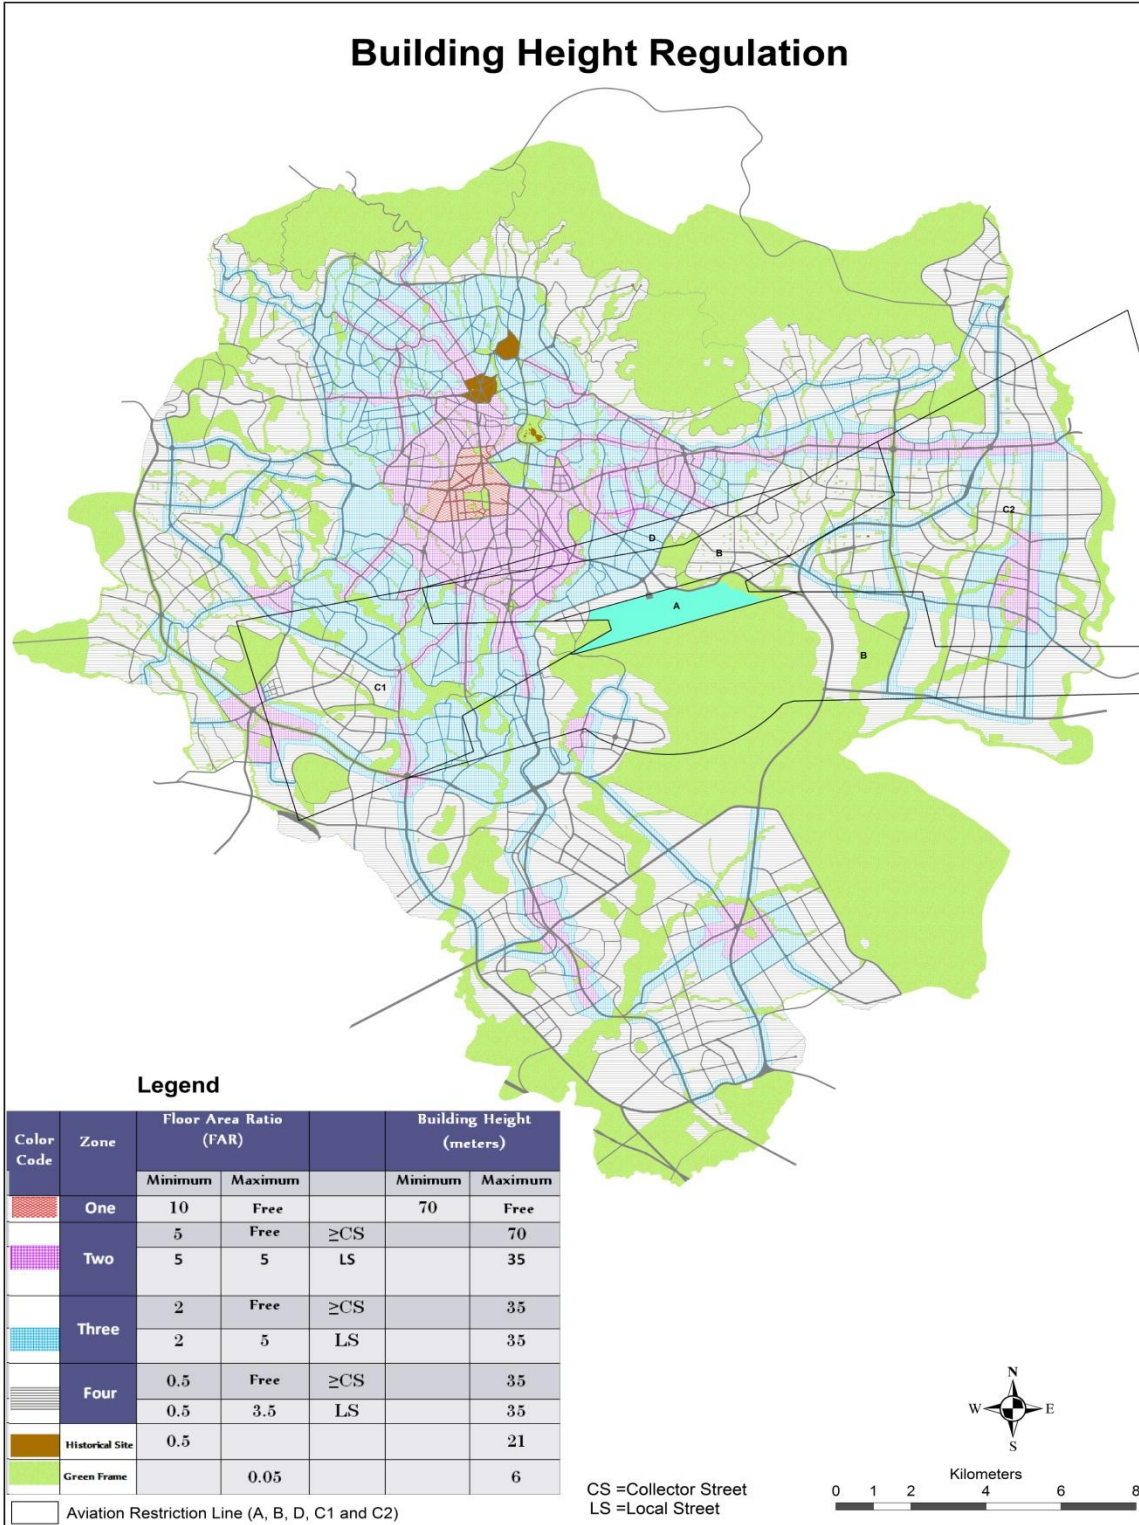 Building Height Regulation
D
B
C2
A
B
C1
Legend
Color Code Zone Floor Area Ratio (FAR) Building Height (meters)
Minimum Maximum Minimum Maximum
One 10 Free 70 Free
Two 5 Free ≥CS 70
5 5 LS 35
Three 2 Free ≥CS 35
2 5 LS 35
Four 0.5 Free ≥CS 35
0.5 3.5 LS 35
Historical Site 0.5 21
Green Frame 0.05 6
Aviation Restriction Line (A, B, D, C1 and C2)
CS =Collector Street
LS =Local Street
N
W E
S
Kilometers
0 1 2 4 6 8